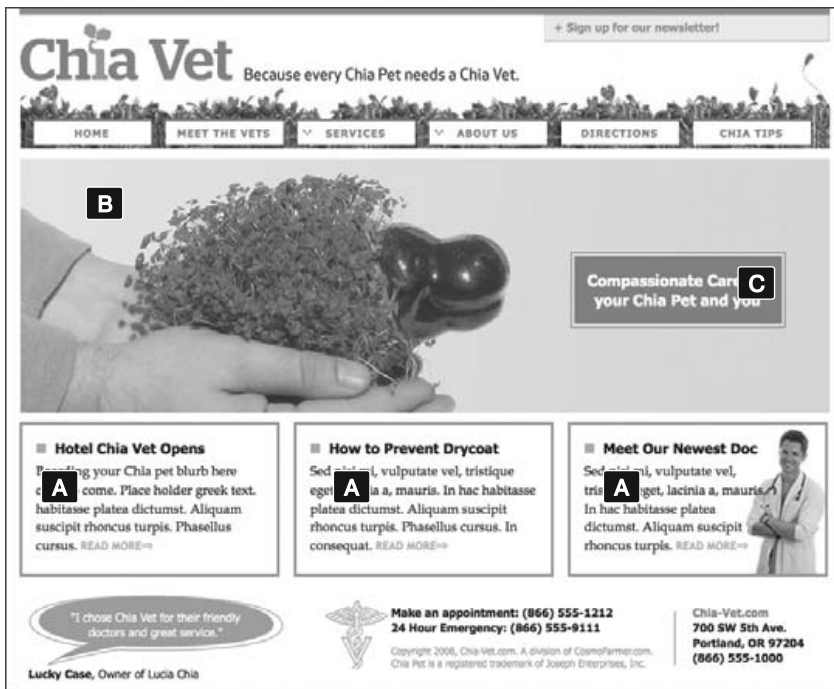 + Sign up for our newsletter!
Chia Vet Because every Chia Pet needs a Chia Vet.
HOME MEET THE VETS SERVICES ABOUT US DIRECTIONS CHIA TIPS
B
Compassionate Care C
your Chia Pet and you
Hotel Chia Vet Opens
your Chia pet blurb here
A come. Place holder greek text.
habitasse platea dictumst. Aliquam
suscipit rhoncus turpis. Phasellus
cursus. READ MORE⇒
How to Prevent Drycoat
Sed vulputate vel, tristique
eget A a, mauris. In hac habitasse
platea dictumst. Aliquam suscipit
rhoncus turpis. Phasellus cursus. In
consequat. READ MORE⇒
Meet Our Newest Doc
Sed vulputate vel,
A eget, lacinia a, mauris.
In hac habitasse platea
dictumst. Aliquam suscipit
rhoncus turpis. READ MORE⇒
"I chose Chia Vet for their friendly
doctors and great service."
Lucky Case, Owner of Lucia Chia
Make an appointment: (866) 555-1212
24 Hour Emergency: (866) 555-9111
Copyright 2008, Chia-Vet.com. A division of CosmoFarmer.com.
Chia Pet is a registered trademark of Joseph Enterprises, Inc.
Chia-Vet.com
700 SW 5th Ave.
Portland, OR 97204
(866) 555-1000